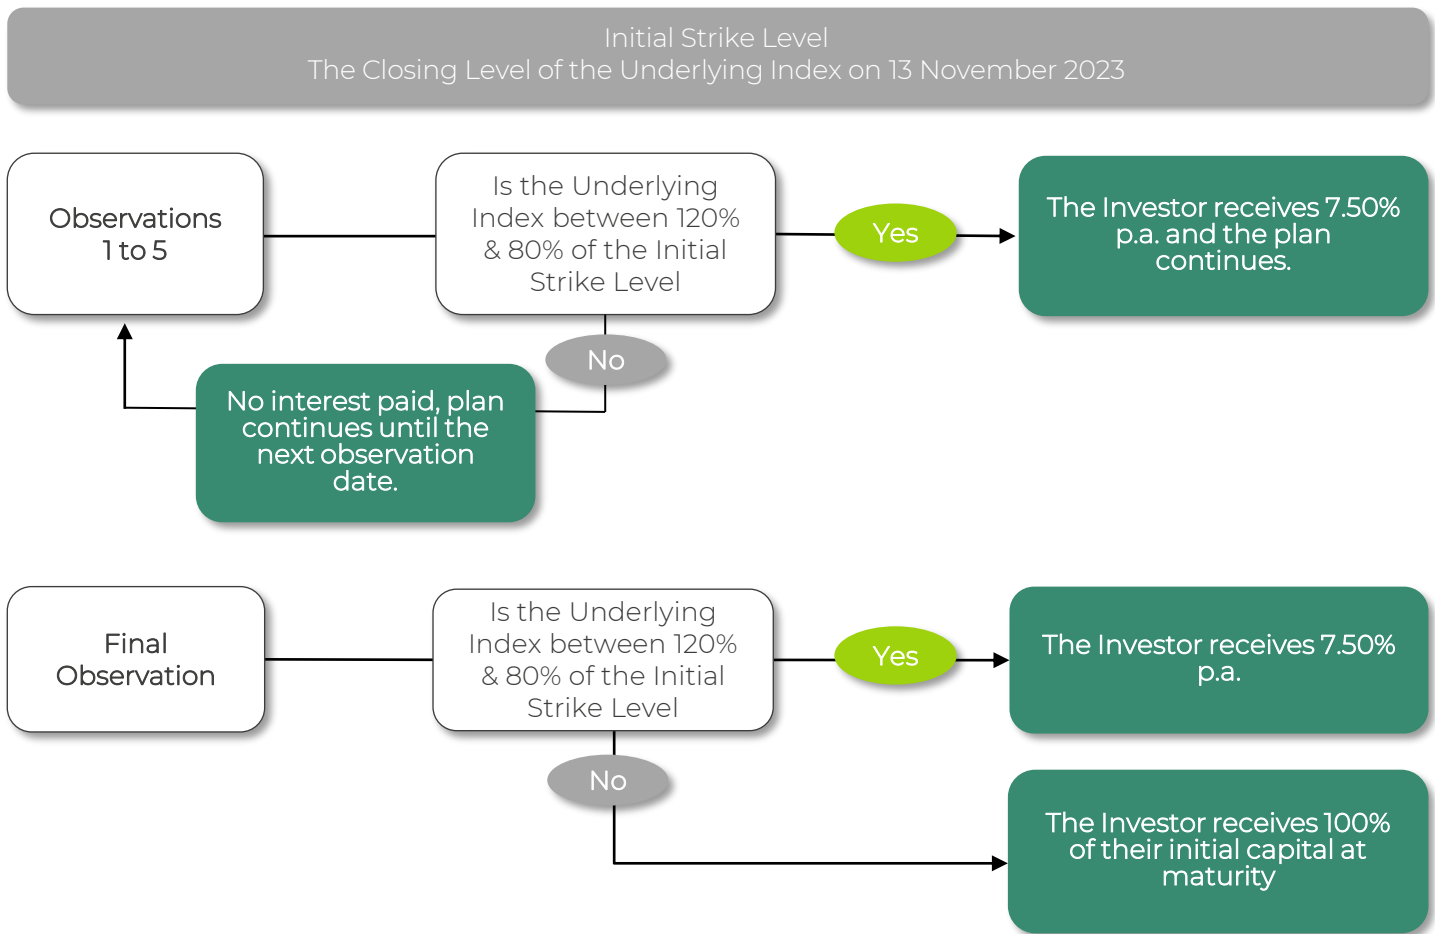 Initial Strike Level
The Closing Level of the Underlying Index on 13 November 2023
Observations
1 to 5
Is the Underlying
Index between 120%
& 80% of the Initial
Strike Level
Yes
The Investor receives 7.50%
p.a. and the plan
continues.
No
No interest paid, plan
continues until the
next observation
date.
Final
Observation
Is the Underlying
Index between 120%
& 80% of the Initial
Strike Level
Yes
The Investor receives 7.50%
p.a.
No
The Investor receives 100%
of their initial capital at
maturity